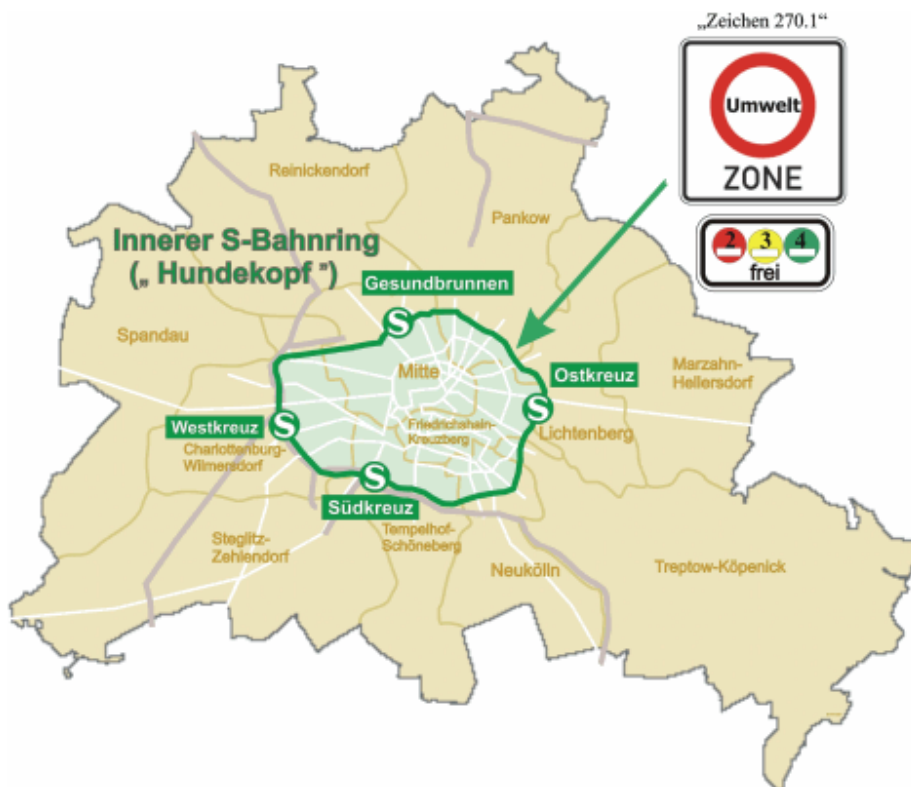 „Zeichen 270.1“
Umwelt
ZONE
2 3 4
frei
Reinickendorf
Pankow
Innerer S-Bahnring
(„ Hundekopf ”)
Gesundbrunnen
S
Spandau
Mitte
Ostkreuz
S
Marzahn-
Hellersdorf
Westkreuz
S
Friedrichshain-
Kreuzberg
Lichtenberg
Charlottenburg-
Wilmersdorf
S
Südkreuz
Steglitz-
Zehlendorf
Tempelhof-
Schöneberg
Neukölln
Treptow-Köpenick